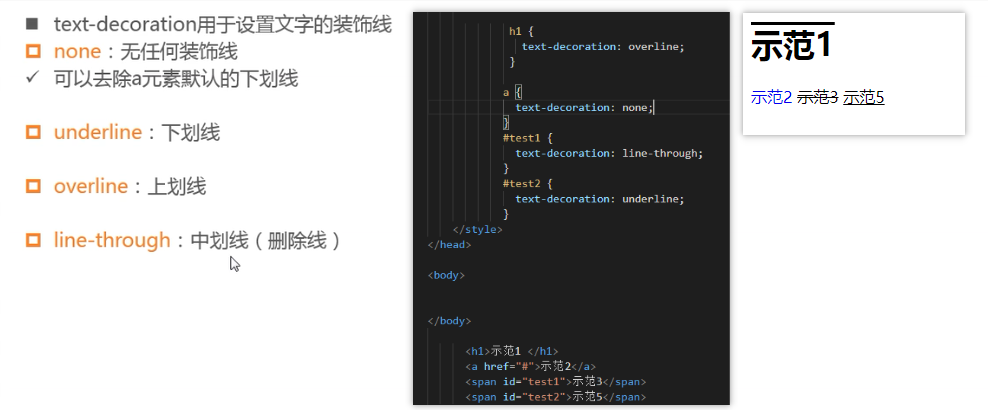 text-decoration用于设置文字的装饰线
none：无任何装饰线
可以去除a元素默认的下划线
underline：下划线
overline：上划线
line-through：中划线（删除线）
h1 {
text-decoration: overline;
}
a {
text-decoration: none;
}
#test1 {
text-decoration: line-through;
}
#test2 {
text-decoration: underline;
}
</style>
</head>
<body>
</body>
<h1>示范1 </h1>
<a href="#">示范2</a>
<span id="test1">示范3</span>
<span id="test2">示范5</span>
示范1
示范2 示范3 示范5